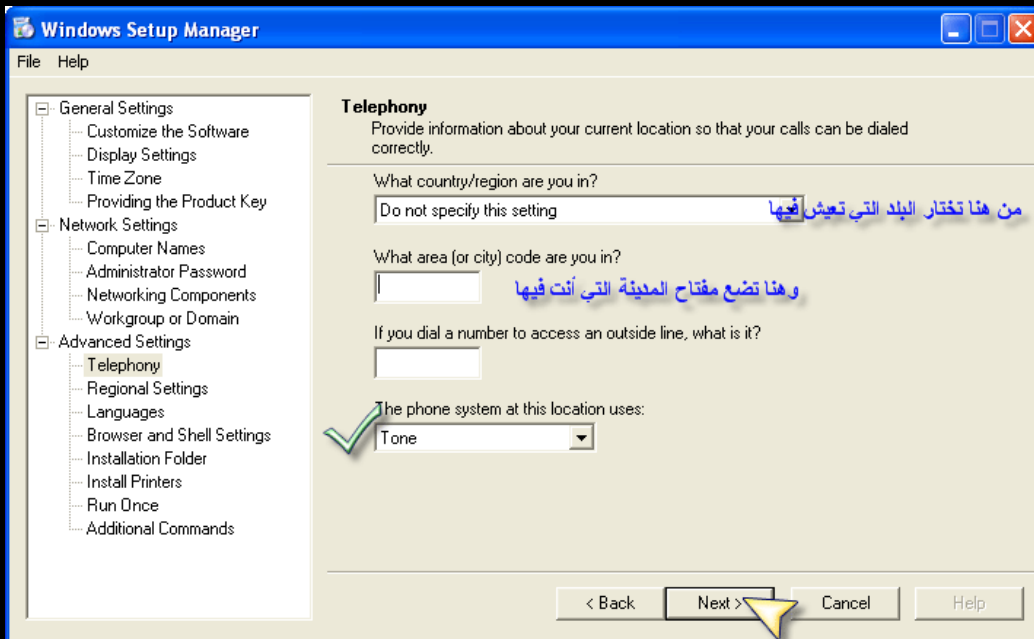 Windows Setup Manager
File Help
General Settings
Customize the Software
Display Settings
Time Zone
Providing the Product Key
Network Settings
Computer Names
Administrator Password
Networking Components
Workgroup or Domain
Advanced Settings
Telephony
Regional Settings
Languages
Browser and Shell Settings
Installation Folder
Install Printers
Run Once
Additional Commands
Telephony
Provide information about your current location so that your calls can be dialed
correctly.
What country/region are you in?
Do not specify this setting
من هنا تختار البلد التي تعيش فيها
What area (or city) code are you in?
وهنا تضع مفتاح المدينة التي أنت فيها
If you dial a number to access an outside line, what is it?
The phone system at this location uses:
Tone
< Back Next > Cancel Help